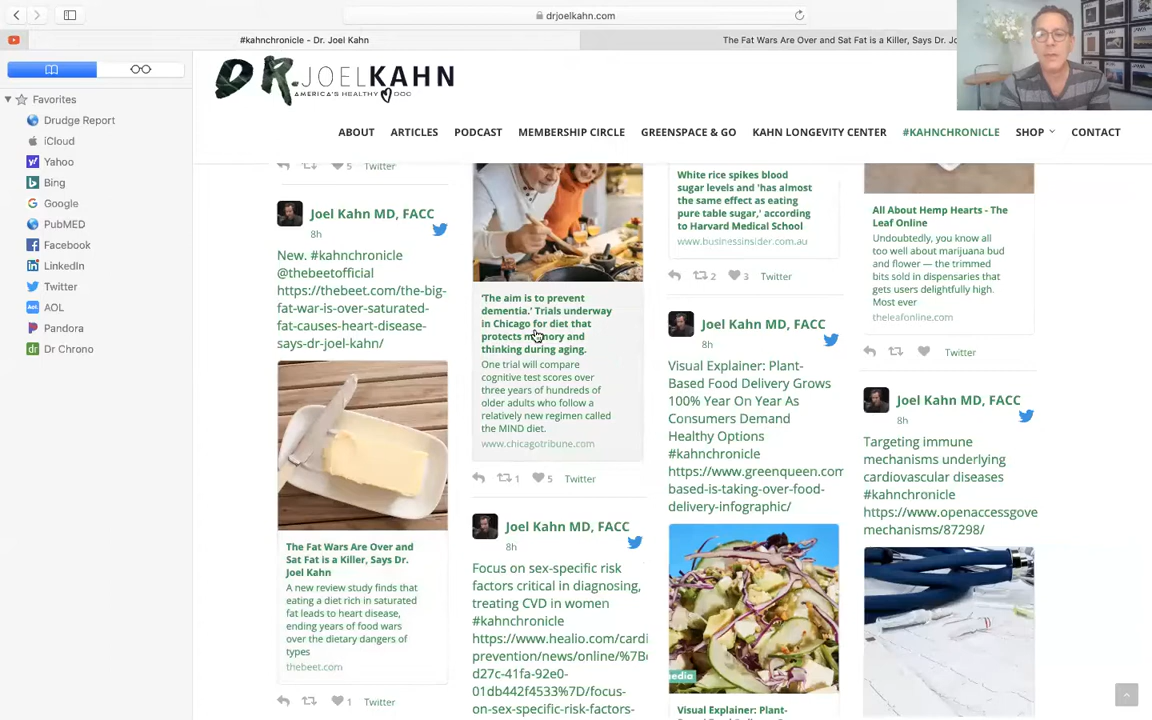 drjoelkahn.com
#kahnchronicle - Dr. Joel Kahn
The Fat Wars Are Over and Sat Fat is a Killer, Says Dr. Jo
Favorites
Drudge Report
iCloud
Yahoo
Bing
Google
PubMED
Facebook
LinkedIn
Twitter
AOL
Pandora
Dr Chrono
DR.JOELKAHN
AMERICA'S HEALTHY DOC
ABOUT
ARTICLES
PODCAST
MEMBERSHIP CIRCLE
GREENSPACE & GO
KAHN LONGEVITY CENTER
#KAHNCHRONICLE
SHOP
CONTACT
5 Twitter
Joel Kahn MD, FACC
8h
New. #kahnchronicle
@thebeetofficial
https://thebeet.com/the-big-
fat-war-is-over-saturated-
fat-causes-heart-disease-
says-dr-joel-kahn/
The Fat Wars Are Over and
Sat Fat is a Killer, Says Dr.
Joel Kahn
A new review study finds that
eating a diet rich in saturated
fat leads to heart disease,
ending years of food wars
over the dietary dangers of
types
thebeet.com
1 Twitter
'The aim is to prevent
dementia.' Trials underway
in Chicago for diet that
protects memory and
thinking during aging.
One trial will compare
cognitive test scores over
three years of hundreds of
older adults who follow a
relatively new regimen called
the MIND diet.
www.chicagotribune.com
1 5 Twitter
Joel Kahn MD, FACC
8h
Focus on sex-specific risk
factors critical in diagnosing,
treating CVD in women
#kahnchronicle
https://www.healio.com/cardi
prevention/news/online/%7B
d27c-41fa-92e0-
01db442f4533%7D/focus-
on-sex-specific-risk-factors-
White rice spikes blood
sugar levels and 'has almost
the same effect as eating
pure table sugar,' according
to Harvard Medical School
www.businessinsider.com.au
2 3 Twitter
Joel Kahn MD, FACC
8h
Visual Explainer: Plant-
Based Food Delivery Grows
100% Year On Year As
Consumers Demand
Healthy Options
#kahnchronicle
https://www.greenqueen.com
based-is-taking-over-food-
delivery-infographic/
edia
Visual Explainer: Plant-
All About Hemp Hearts - The
Leaf Online
Undoubtedly, you know all
too well about marijuana bud
and flower — the trimmed
bits sold in dispensaries that
gets users delightfully high.
Most ever
theleafonline.com
Twitter
Joel Kahn MD, FACC
8h
Targeting immune
mechanisms underlying
cardiovascular diseases
#kahnchronicle
https://www.openaccessgove
mechanisms/87298/